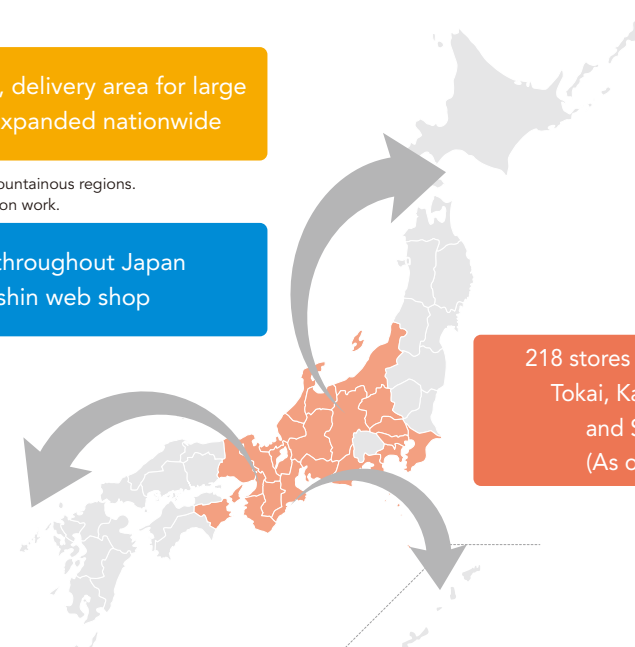 , delivery area for large
xpanded nationwide
ountainous regions.
on work.
throughout Japan
shin web shop
218 stores
Tokai, Ka
and S
(As o